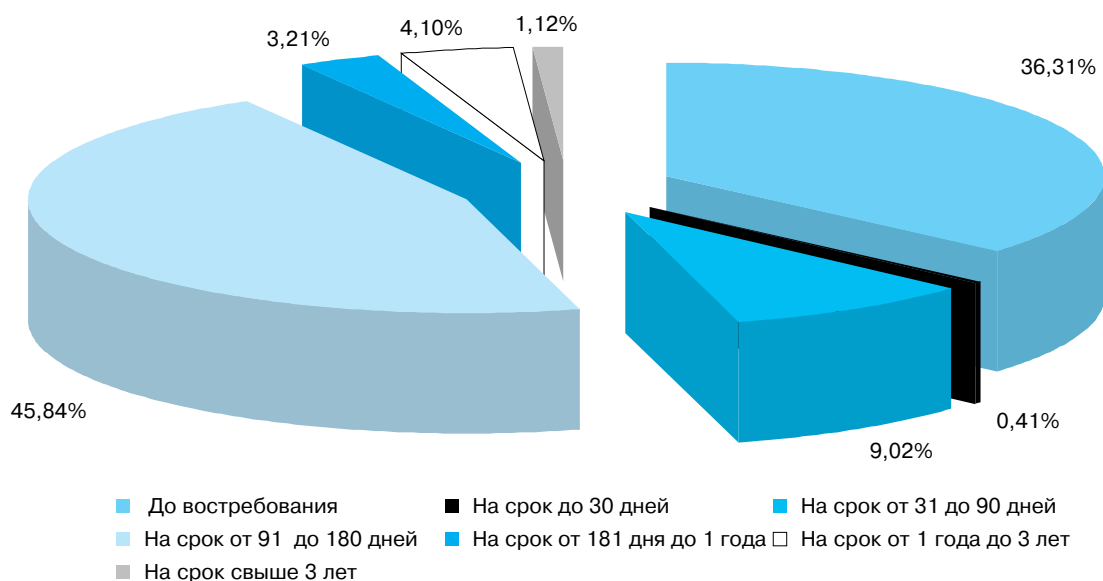 1,12%
4,10%
3,21%
36,31%
45,84%
0,41%
9,02%
До востребования
На срок до 30 дней
На срок от 31 до 90 дней
На срок от 91 до 180 дней
На срок от 181 дня до 1 года
На срок от 1 года до 3 лет
На срок свыше 3 лет